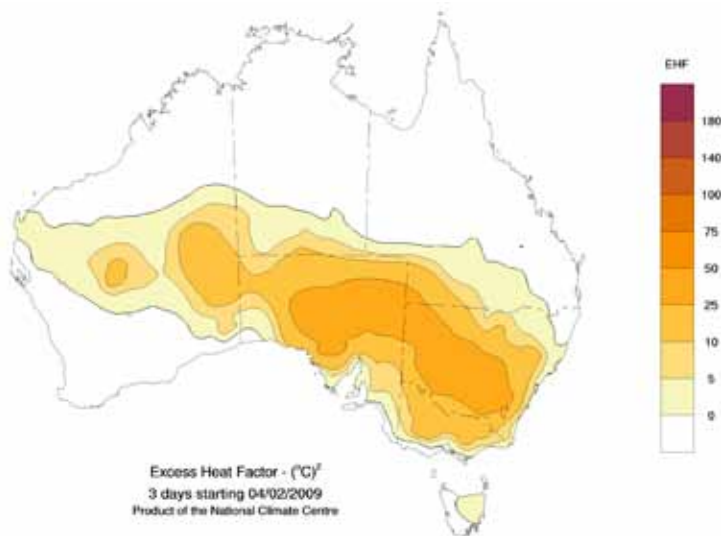 EHF
180
140
100
75
50
25
10
5
0
Excess Heat Factor - (°C)²
3 days starting 04/02/2009
Product of the National Climate Centre